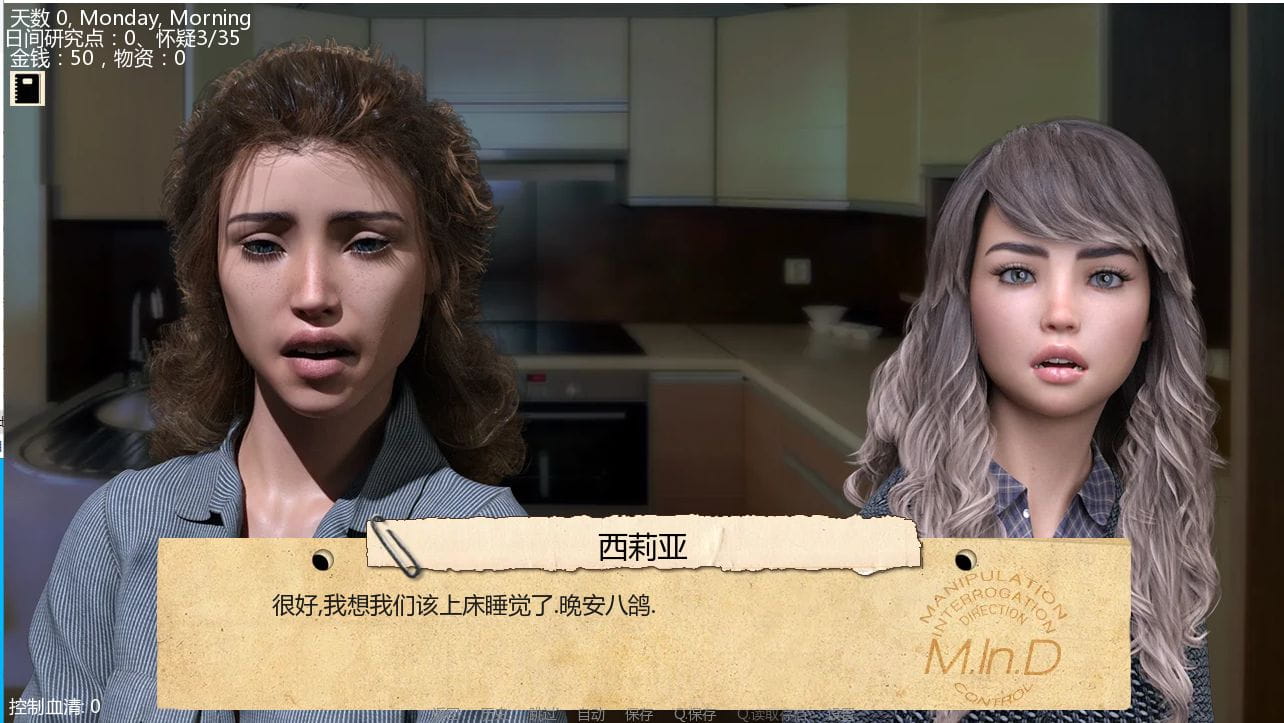 天数 0, Monday, Morning
日间研究点：0、怀疑3/35
金钱：50，物资：0
西莉亚
很好,我想我们该上床睡觉了.晚安八鸽.
MANIPULATION
INTERROGATION
DIRECTION
M.In.D
CONTROL
控制血清: 0
跳过 自动 保存 Q.保存